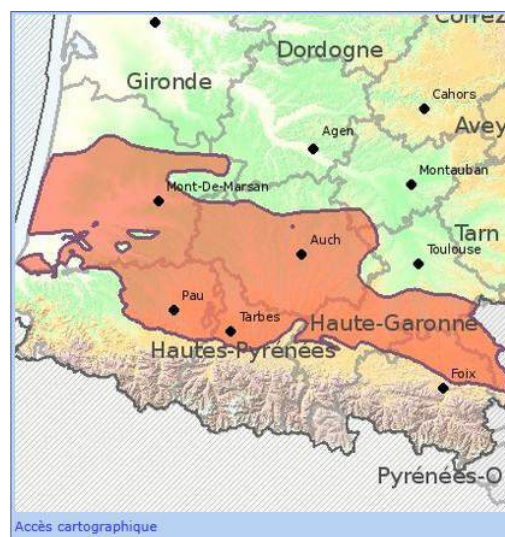 Corrèz
Dordogne
Gironde
Cahors
Avey
Agen
Montauban
Mont-De-Marsan
Tarn
Auch
Toulouse
Pau
Haute-Garonne
Tarbes
Hautes-Pyrénées
Foix
Pyrénées-O
Accès cartographique